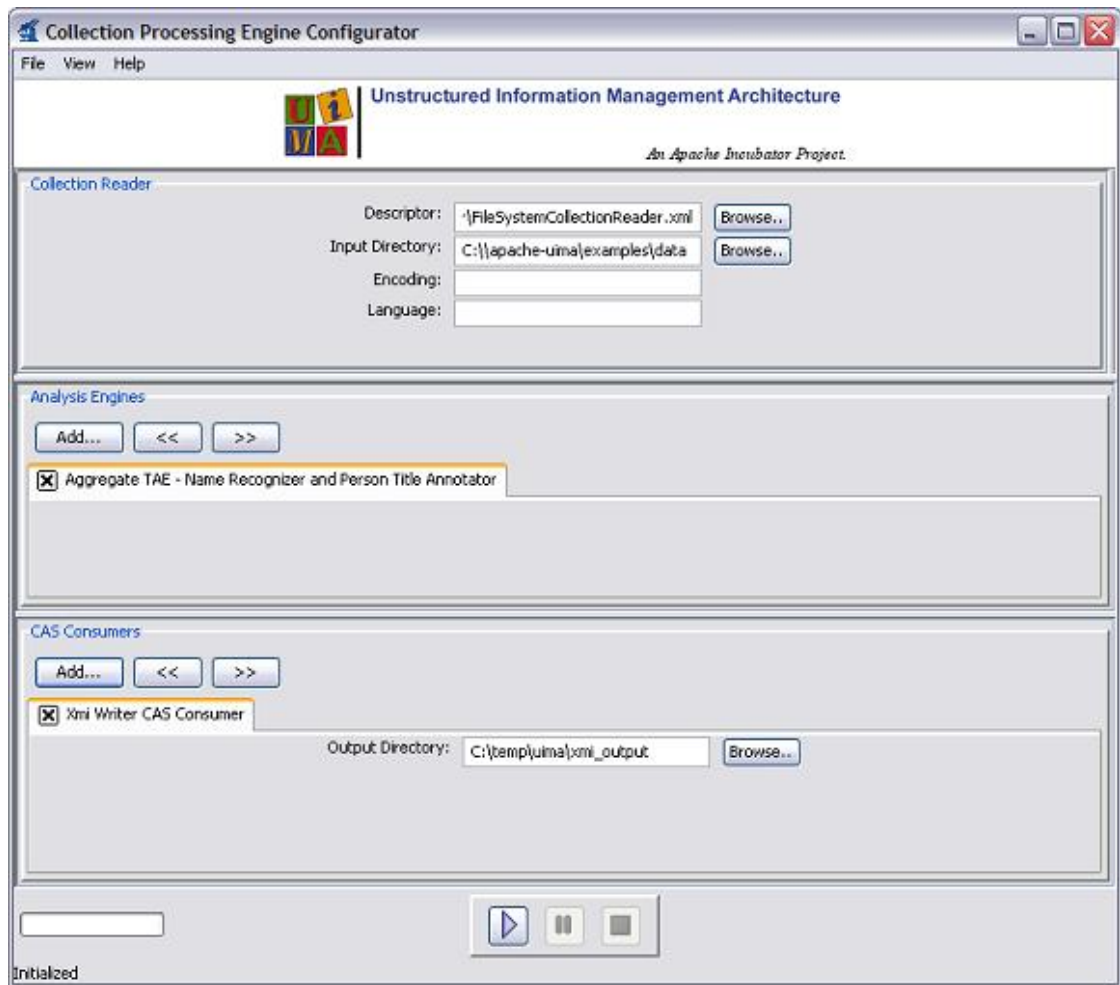 Collection Processing Engine Configurator
File View Help
UiMA
Unstructured Information Management Architecture
An Apache Incubator Project.
Collection Reader
Descriptor: \FileSystemCollectionReader.xml Browse..
Input Directory: C:\\apache-uima\examples\data Browse..
Encoding:
Language:
Analysis Engines
Add... << >>
Aggregate TAE - Name Recognizer and Person Title Annotator
CAS Consumers
Add... << >>
Xmi Writer CAS Consumer
Output Directory: C:\temp\uima\xmi_output Browse..
Initialized